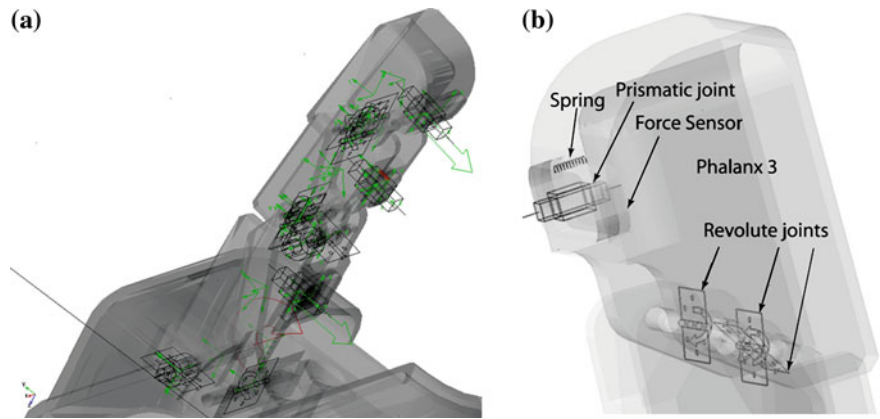 (a)
(b)
Prismatic joint
Spring
Force Sensor
Phalanx 3
Revolute joints